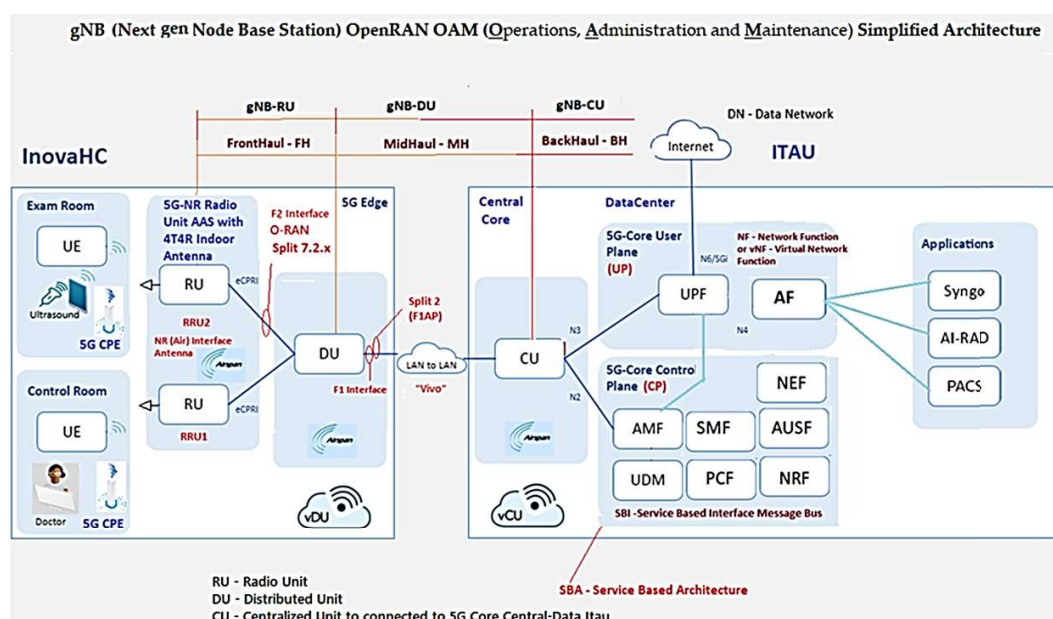 gNB (Next gen Node Base Station) OpenRAN OAM (Operations, Administration and Maintenance) Simplified Architecture
gNB-RU
gNB-DU
gNB-CU
DN - Data Network
FrontHaul - FH
MidHaul - MH
BackHaul - BH
Internet
InovaHC
ITAU
Exam Room
5G-NR Radio
Unit AAS with
4T4R Indoor
Antenna
F2 Interface
O-RAN
Split 7.2.x
5G Edge
Central
Core
DataCenter
UE
RU
eCPRI
Ultrasound
5G CPE
RRU2
NR (Air) Interface
Antenna
Airspan
Control Room
UE
RU
eCPRI
RRU1
Doctor
5G CPE
DU
Split 2
(F1AP)
F1 Interface
LAN to LAN
"Vivo"
Airspan
vDU
CU
N3
N2
Airspan
vCU
5G-Core User
Plane
(UP)
N6/SGi
NF - Network Function
or vNF - Virtual Network
Function
UPF
AF
N4
5G-Core Control
Plane (CP)
NEF
AMF
SMF
AUSF
UDM
PCF
NRF
SBI -Service Based Interface Message Bus
Applications
Syngo
AI-RAD
PACS
SBA - Service Based Architecture
RU - Radio Unit
DU - Distributed Unit
CU - Centralized Unit to connected to 5G Core Central-Data Itau